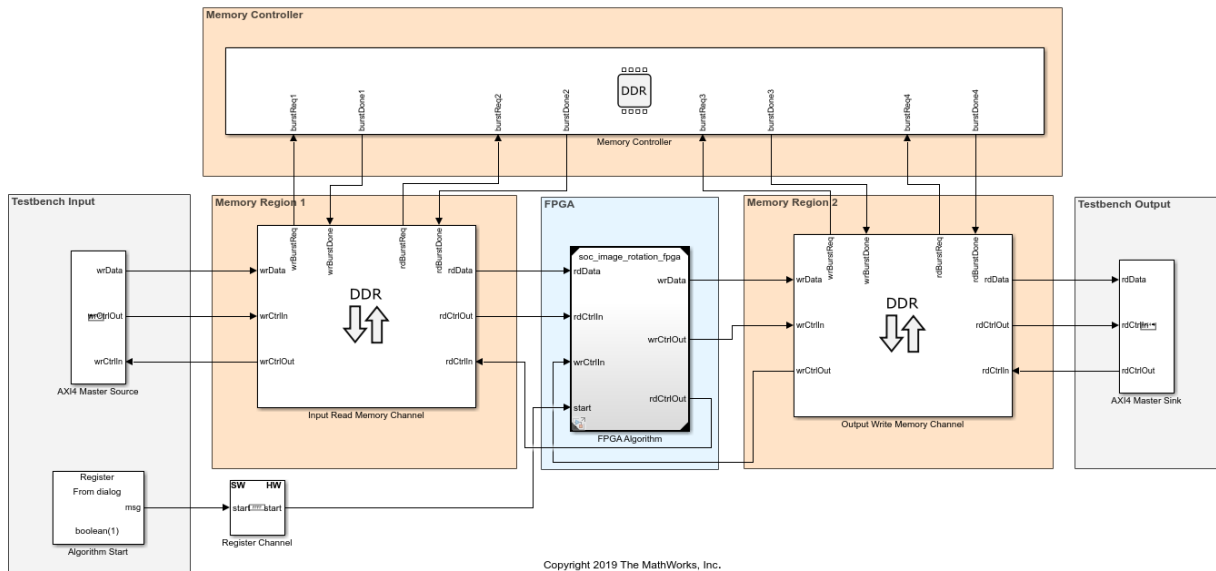 Memory Controller
DDR
burstReq1
burstDone1
burstReq2
burstDone2
burstReq3
burstDone3
burstReq4
burstDone4
Memory Controller
Testbench Input
wrData
wrCtrlOut
wrCtrlIn
AXI4 Master Source
Register
From dialog
msg
boolean(1)
Algorithm Start
Memory Region 1
wrBurstReq
wrBurstDone
rdBurstReq
rdBurstDone
wrData
rdData
DDR
wrCtrlIn
rdCtrlOut
wrCtrlOut
rdCtrlIn
Input Read Memory Channel
SW HW
start start
Register Channel
FPGA
soc_image_rotation_fpga
rdData
wrData
rdCtrlIn
wrCtrlOut
wrCtrlIn
rdCtrlOut
start
FPGA Algorithm
Memory Region 2
wrBurstReq
wrBurstDone
rdBurstReq
rdBurstDone
wrData
rdData
DDR
wrCtrlIn
rdCtrlOut
wrCtrlOut
rdCtrlIn
Output Write Memory Channel
Testbench Output
rdData
rdCtrlIn
rdCtrlOut
AXI4 Master Sink
Copyright 2019 The MathWorks, Inc.